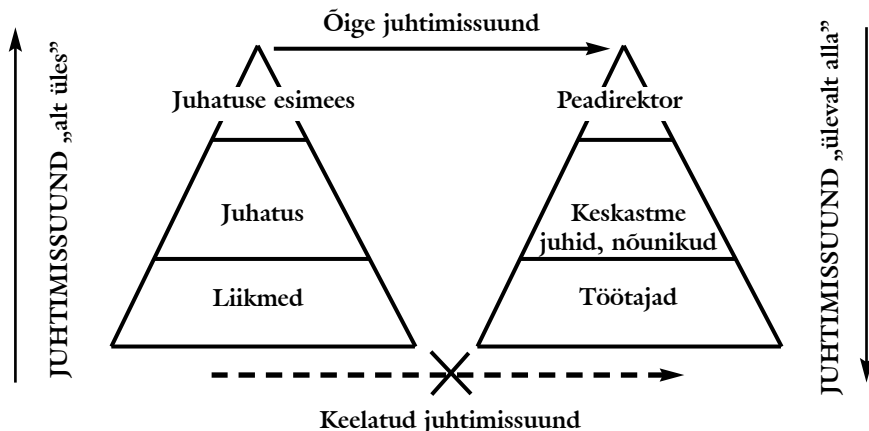 Õige juhtimissuund
JUHTIMISSUUND „alt üles”
Juhatuse esimees
Juhatus
Liikmed
Peadirektor
Keskastme
juhid, nõunikud
Töötajad
JUHTIMISSUUND „ülevalt alla”
Keelatud juhtimissuund